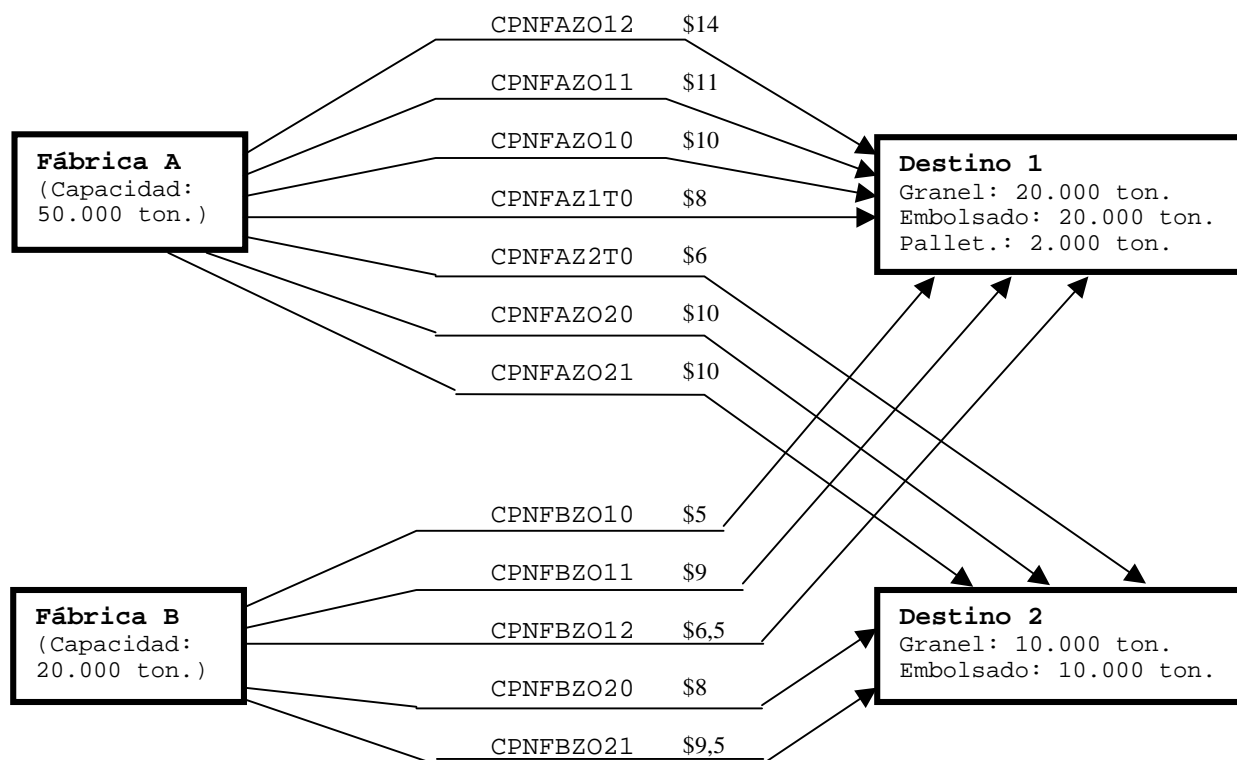 CPNFAZO12 $14
CPNFAZO11 $11
CPNFAZO10 $10
CPNFAZ1T0 $8
CPNFAZ2T0 $6
CPNFAZO20 $10
CPNFAZO21 $10
Fábrica A
(Capacidad:
50.000 ton.)
Destino 1
Granel: 20.000 ton.
Embolsado: 20.000 ton.
Pallet.: 2.000 ton.
CPNFBZO10 $5
CPNFBZO11 $9
CPNFBZO12 $6,5
CPNFBZO20 $8
CPNFBZO21 $9,5
Fábrica B
(Capacidad:
20.000 ton.)
Destino 2
Granel: 10.000 ton.
Embolsado: 10.000 ton.